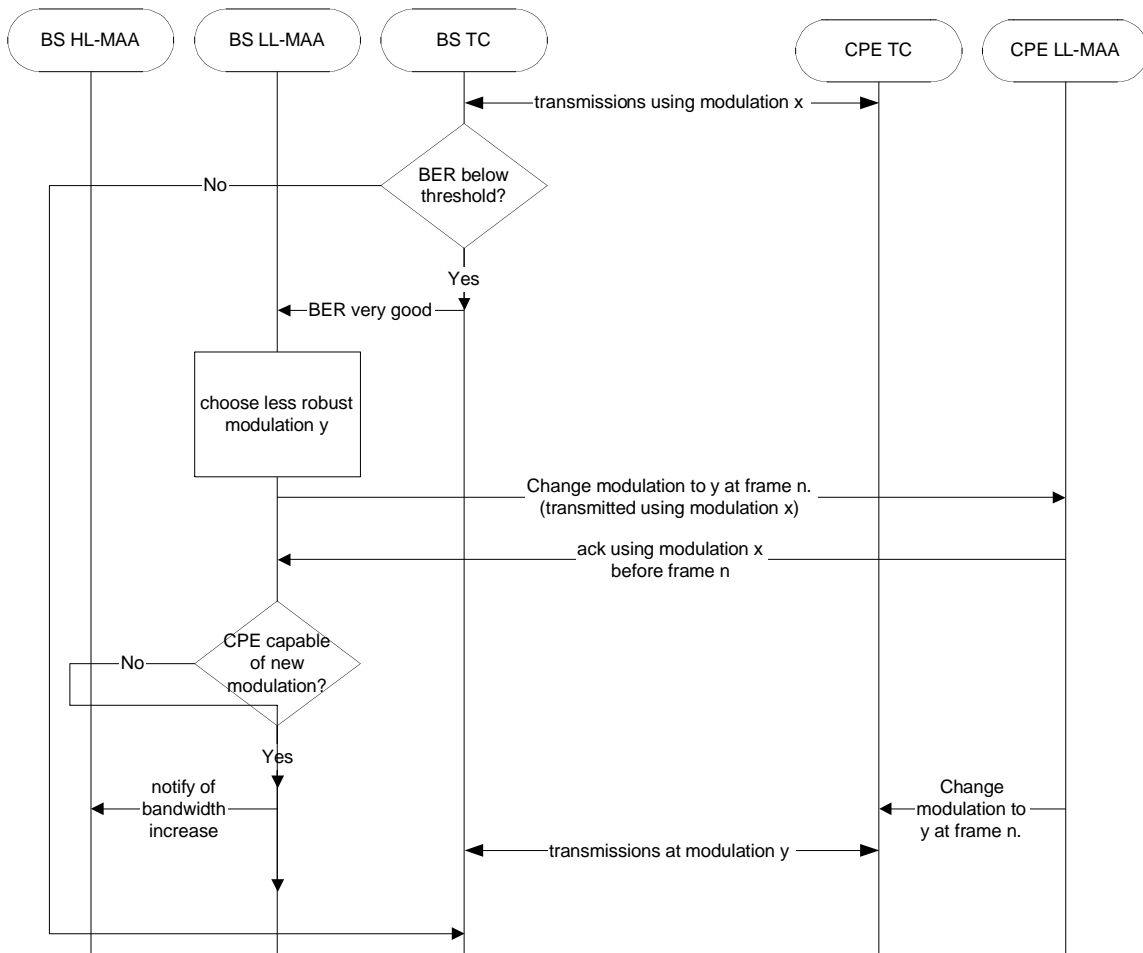 BS HL-MAA
BS LL-MAA
BS TC
CPE TC
CPE LL-MAA
transmissions using modulation x
BER below
threshold?
No
Yes
BER very good
choose less robust
modulation y
Change modulation to y at frame n.
(transmitted using modulation x)
ack using modulation x
before frame n
CPE capable
of new
modulation?
No
Yes
notify of
bandwidth
increase
Change
modulation to
y at frame n.
transmissions at modulation y